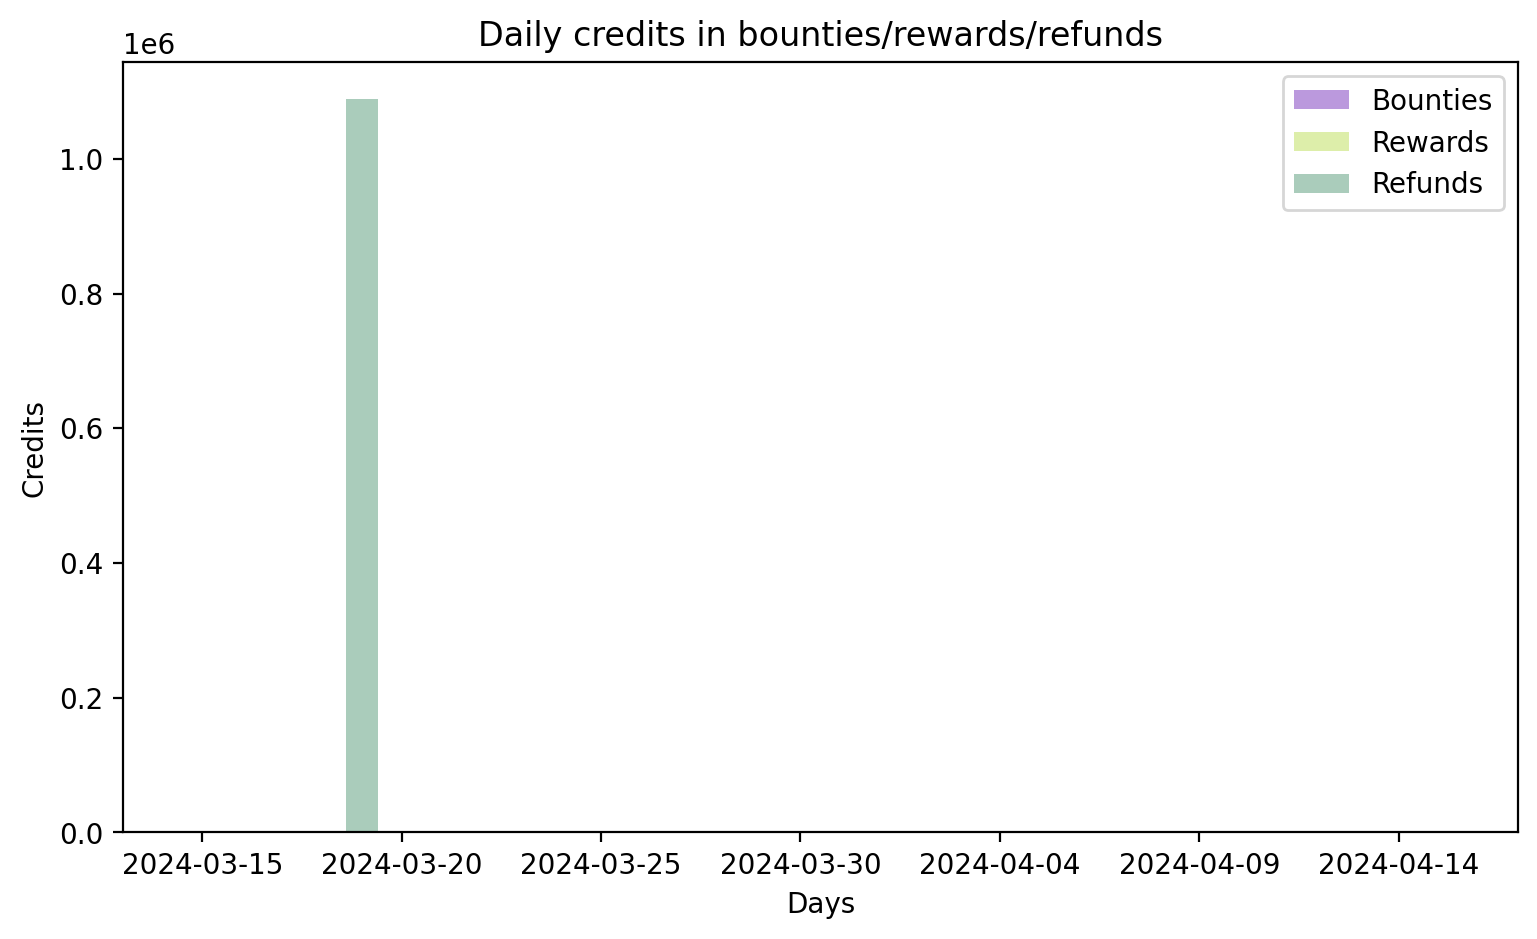 Daily credits in bounties/rewards/refunds
1e6
Bounties
Rewards
Refunds
1.0
0.8
0.6
0.4
0.2
0.0
Credits
2024-03-15 2024-03-20 2024-03-25 2024-03-30 2024-04-04 2024-04-09 2024-04-14
Days